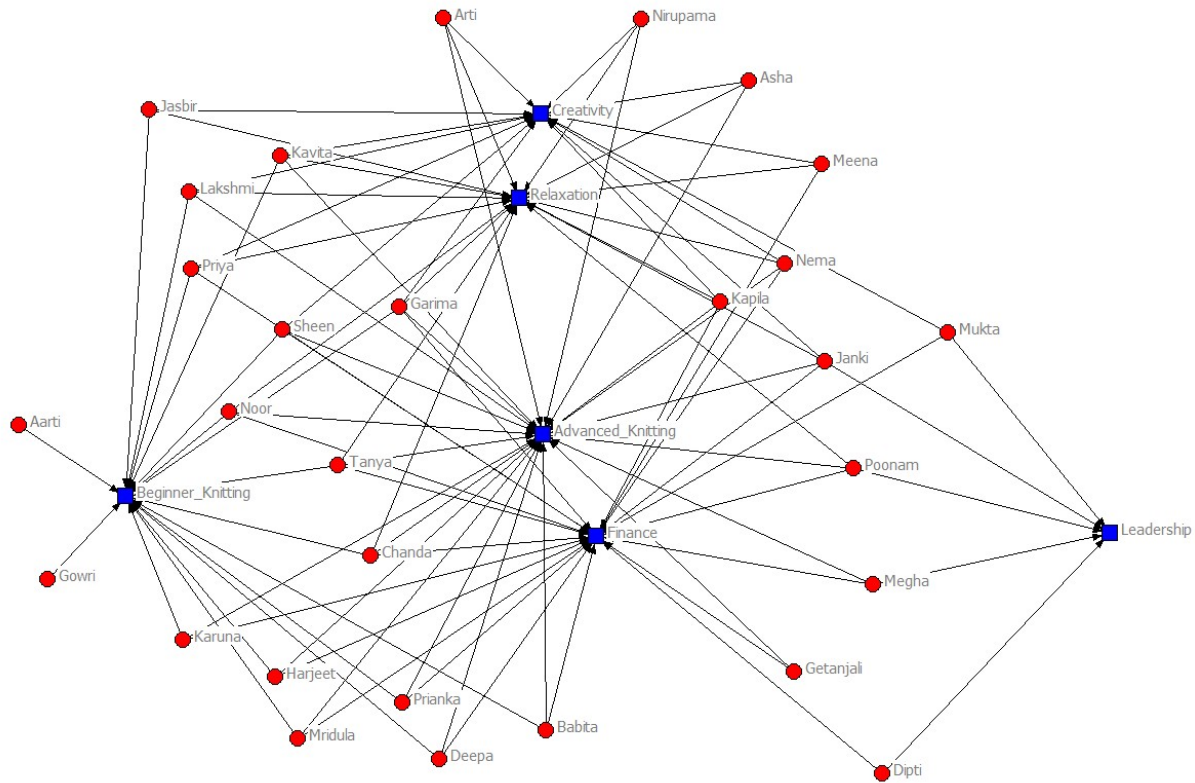 Arti
Nirupama
Asha
Jasbir
Creativity
Kavita
Meena
Lakshmi
Relaxation
Priya
Nema
Garima
Kapila
Sheen
Mukta
Janki
Noor
Aarti
Advanced_Knitting
Tanya
Poonam
Beginner_Knitting
Finance
Leadership
Chanda
Gowri
Megha
Karuna
Harjeet
Getanjali
Prianka
Mridula
Babita
Deepa
Dipti